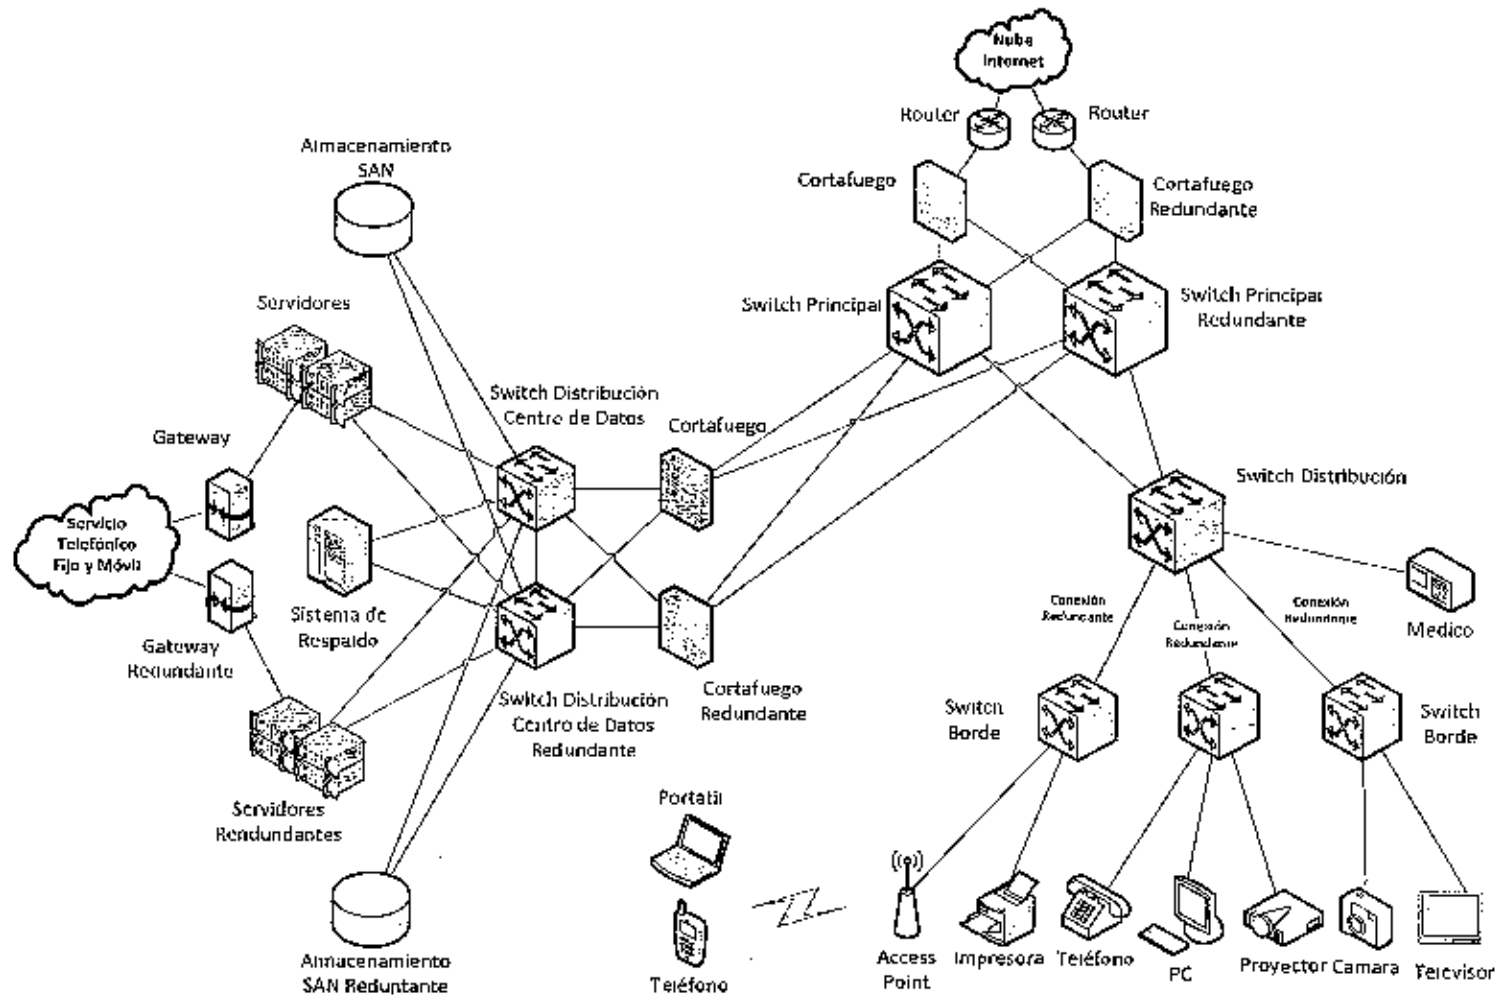 Nube
Internet
Router
Router
Almacenamiento
SAN
Cortafuego
Cortafuego
Redundante
Servidores
Switch Principal
Switch Principal
Redundante
Switch Distribución
Centro de Datos
Cortafuego
Gateway
Switch Distribución
Servicio
Telefónico
Fijo y Móvil
Sistema de
Respaldo
Conexión
Redundante
Conexión
Redundante
Conexión
Redundante
Medico
Gateway
Redundante
Switch Distribución
Centro de Datos
Redundante
Cortafuego
Redundante
Switch
Borde
Switch
Borde
Servidores
Rendundantes
Portatil
Almacenamiento
SAN Reduntante
Teléfono
Access
Point
Impresora
Teléfono
PC
Proyector
Camara
Televisor